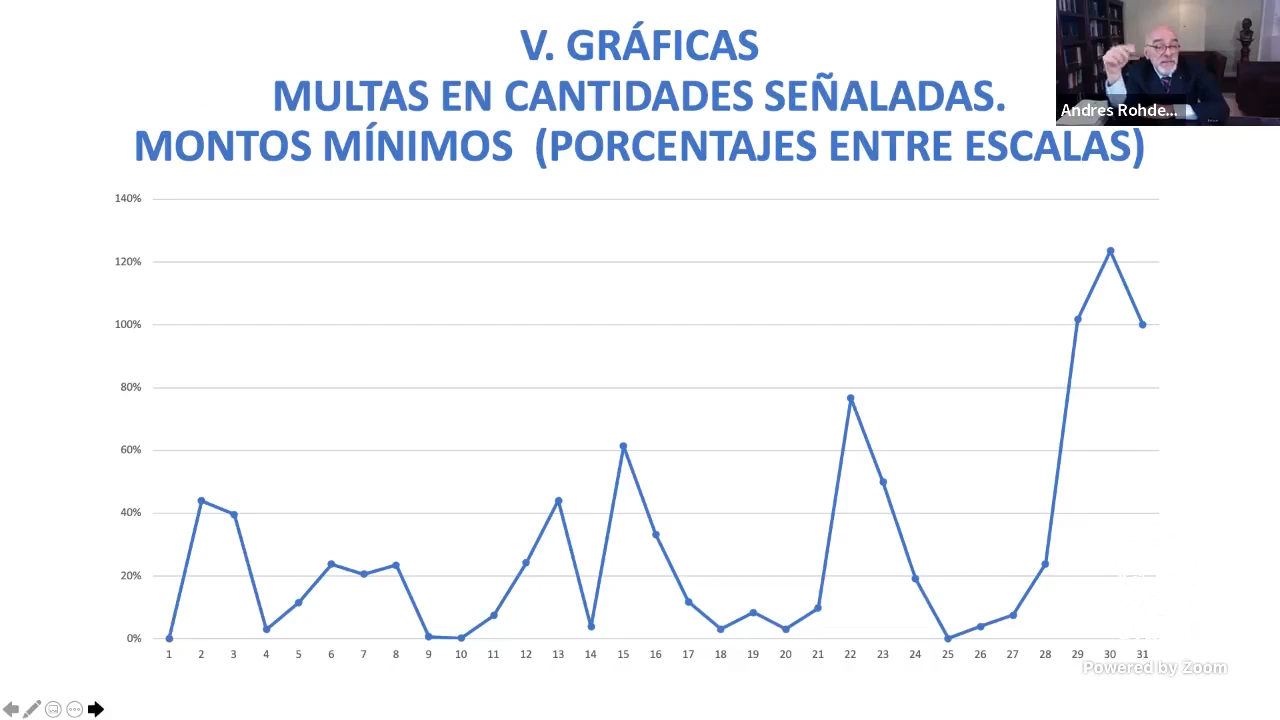 V. GRÁFICAS
MULTAS EN CANTIDADES SEÑALADAS.
MONTOS MÍNIMOS (PORCENTAJES ENTRE ESCALAS)
Andres Rohde...
140%
120%
100%
80%
60%
40%
20%
0%
1 2 3 4 5 6 7 8 9 10 11 12 13 14 15 16 17 18 19 20 21 22 23 24 25 26 27 28 29 30 31
Powered by Zoom